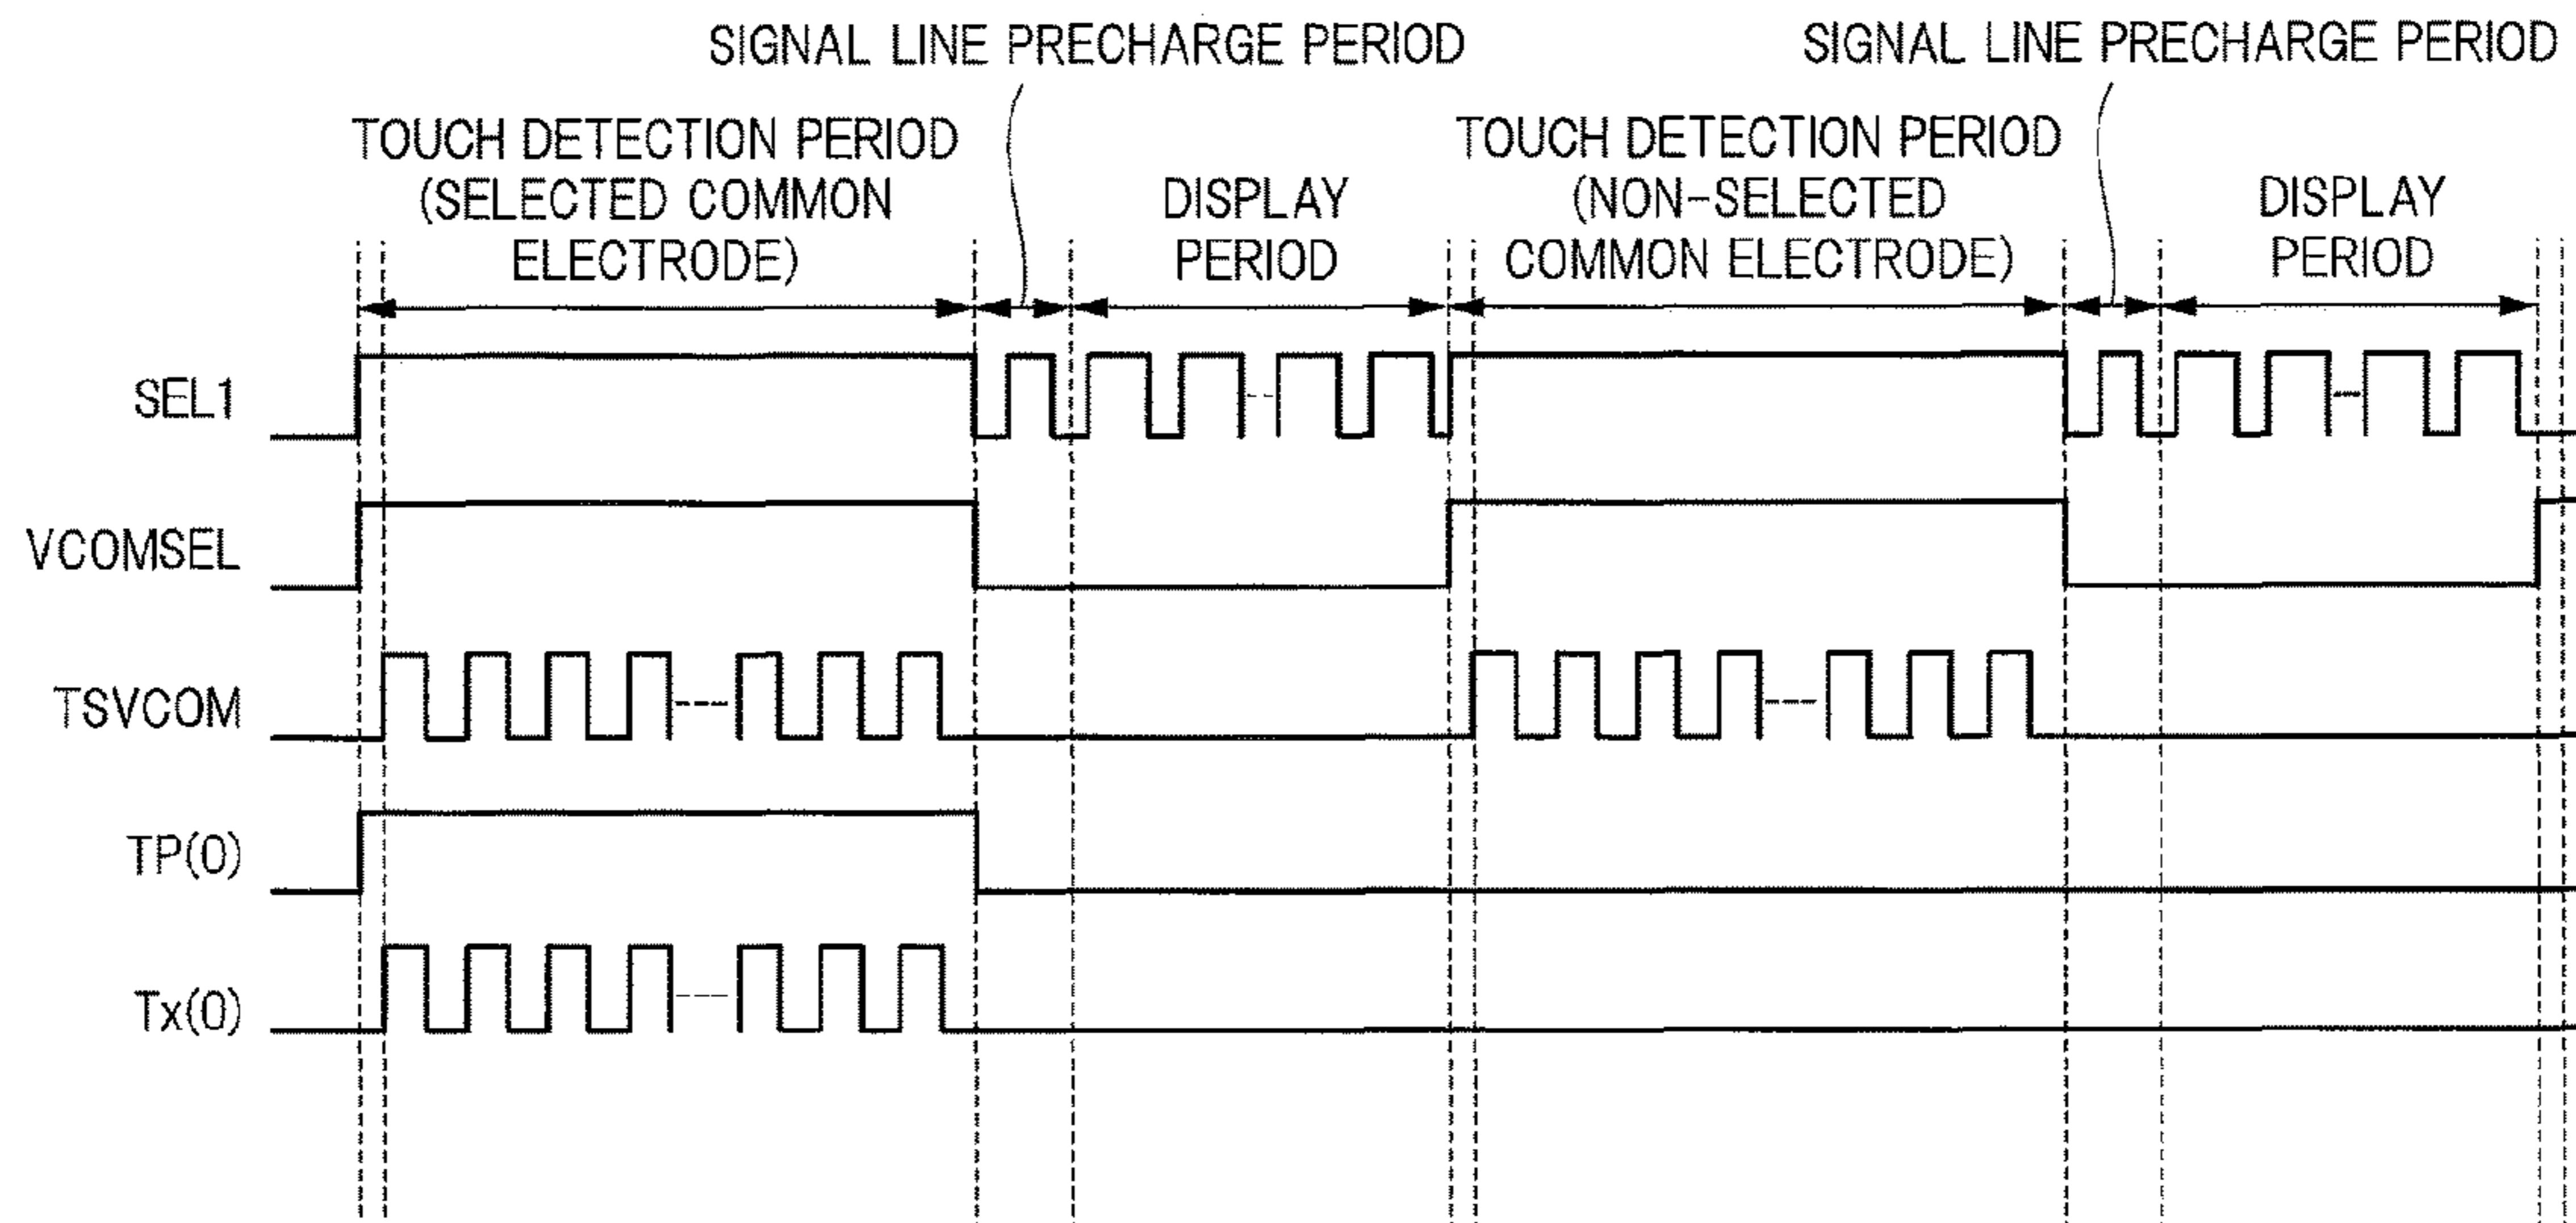 SIGNAL LINE PRECHARGE PERIOD
SIGNAL LINE PRECHARGE PERIOD
TOUCH DETECTION PERIOD
(SELECTED COMMON
ELECTRODE)
DISPLAY
PERIOD
TOUCH DETECTION PERIOD
(NON-SELECTED
COMMON ELECTRODE)
DISPLAY
PERIOD
SEL1
VCOMSEL
TSVCOM
TP(0)
Tx(0)